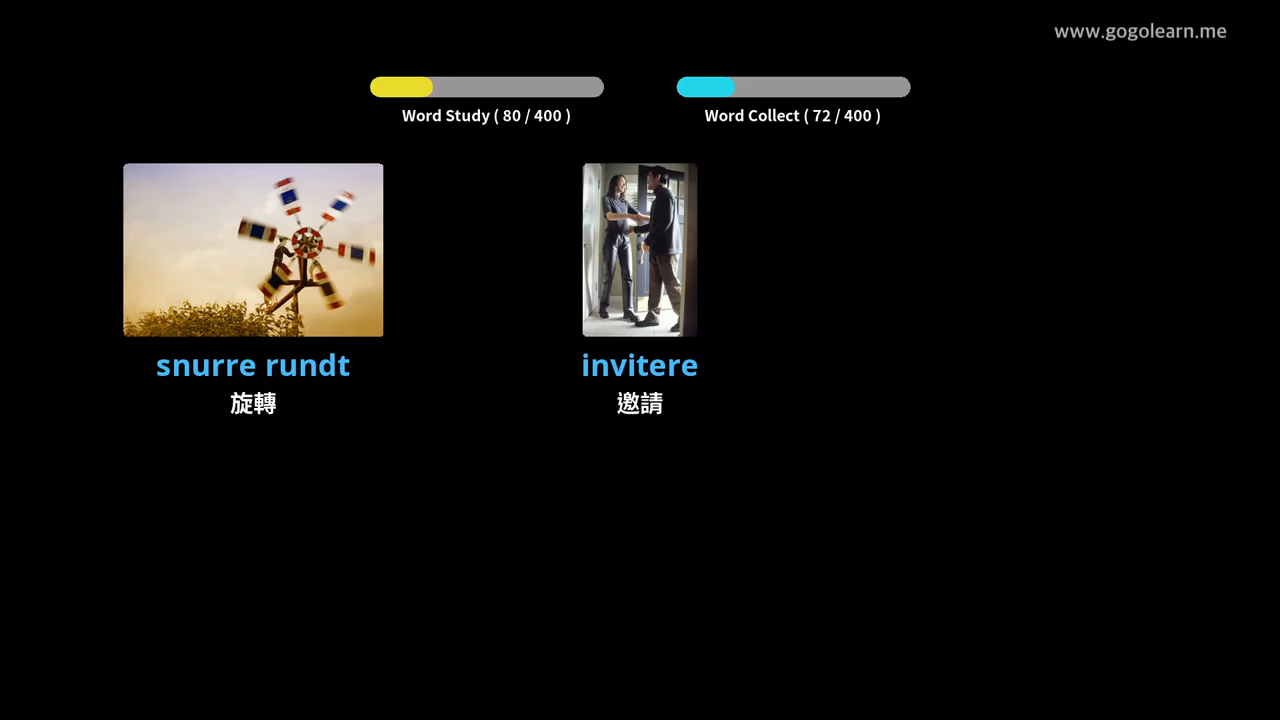 www.gogolearn.me
Word Study ( 80 / 400 )
Word Collect ( 72 / 400 )
snurre rundt
旋轉
invitere
邀請